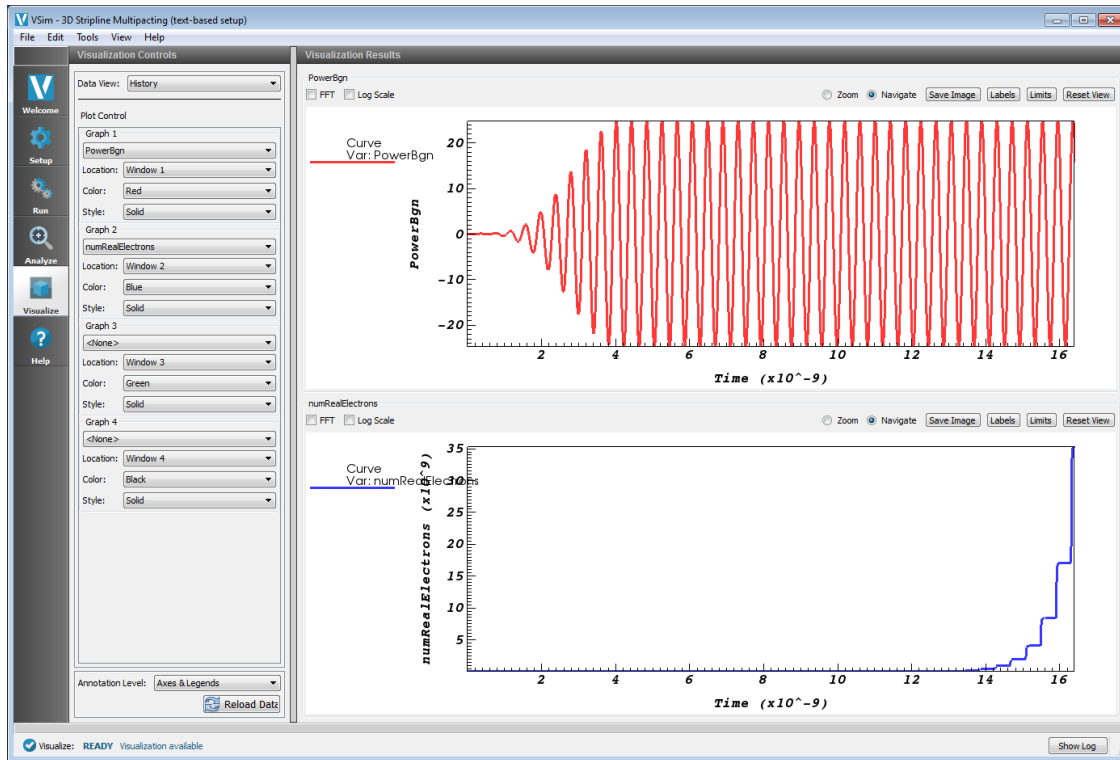 VSim - 3D Stripline Multipacting (text-based setup)
File Edit Tools View Help
Visualization Controls
Visualization Results
Welcome
Setup
Run
Analyze
Visualize
Help
Data View: History
Plot Control
Graph 1
PowerBgn
Location: Window 1
Color: Red
Style: Solid
Graph 2
numRealElectrons
Location: Window 2
Color: Blue
Style: Solid
Graph 3
<None>
Location: Window 3
Color: Green
Style: Solid
Graph 4
<None>
Location: Window 4
Color: Black
Style: Solid
Annotation Level: Axes & Legends
Reload Data
PowerBgn
FFT Log Scale Zoom Navigate Save Image Labels Limits Reset View
Curve
Var: PowerBgn
PowerBgn
20
10
0
-10
-20
2 4 6 8 10 12 14 16
Time (x10^-9)
numRealElectrons
FFT Log Scale Zoom Navigate Save Image Labels Limits Reset View
Curve
Var: numRealElectrons
numRealElectrons (x10^9)
35
30
25
20
15
10
5
2 4 6 8 10 12 14 16
Time (x10^-9)
Visualize: READY Visualization available
Show Log